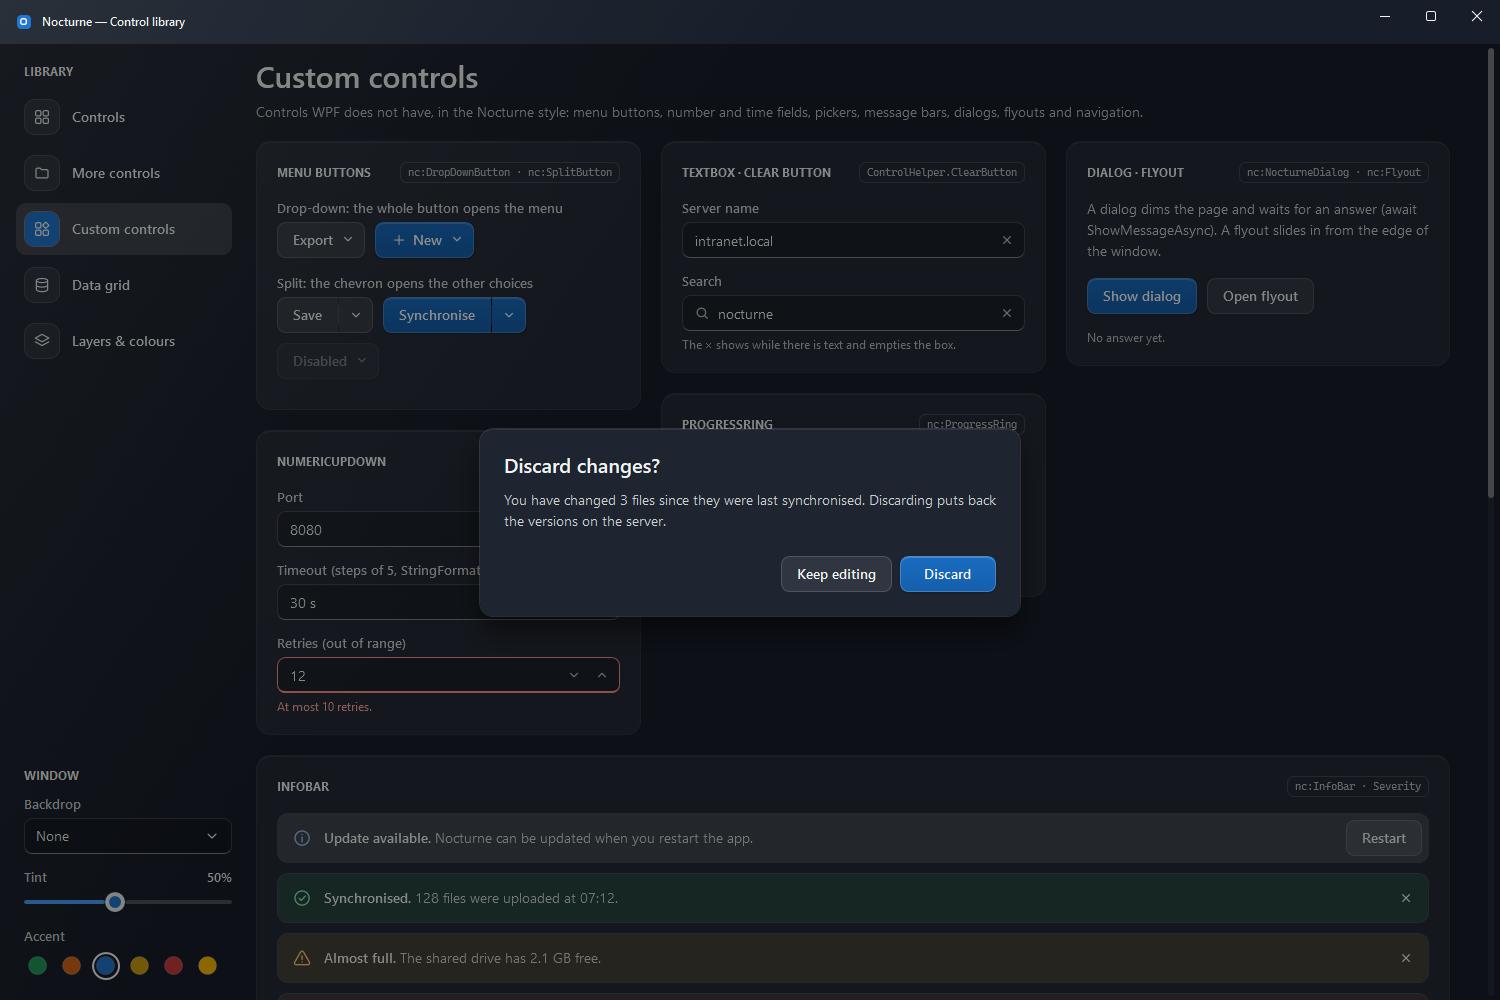 Nocturne — Control library
LIBRARY
Controls
More controls
Custom controls
Data grid
Layers & colours
WINDOW
Backdrop
None
Tint
50%
Accent
Custom controls
Controls WPF does not have, in the Nocturne style: menu buttons, number and time fields, pickers, message bars, dialogs, flyouts and navigation.
MENU BUTTONS
nc:DropDownButton · nc:SplitButton
Drop-down: the whole button opens the menu
Export
New
Split: the chevron opens the other choices
Save
Synchronise
Disabled
TEXTBOX · CLEAR BUTTON
ControlHelper.ClearButton
Server name
intranet.local
Search
nocturne
The × shows while there is text and empties the box.
DIALOG · FLYOUT
nc:NocturneDialog · nc:Flyout
A dialog dims the page and waits for an answer (await
ShowMessageAsync). A flyout slides in from the edge of
the window.
Show dialog
Open flyout
No answer yet.
NUMERICUPDOWN
Port
8080
Timeout (steps of 5, StringFormat
30 s
Retries (out of range)
12
At most 10 retries.
PROGRESSRING
nc:ProgressRing
Discard changes?
You have changed 3 files since they were last synchronised. Discarding puts back
the versions on the server.
Keep editing
Discard
INFOBAR
nc:InfoBar · Severity
Update available. Nocturne can be updated when you restart the app.
Restart
Synchronised. 128 files were uploaded at 07:12.
Almost full. The shared drive has 2.1 GB free.